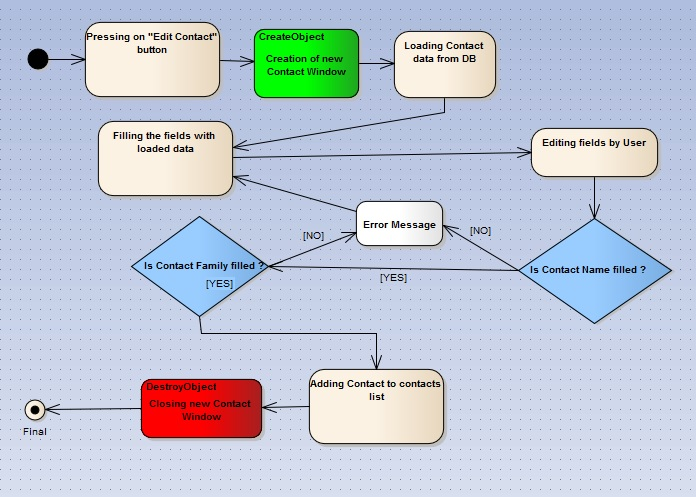 Pressing on "Edit Contact"
button
CreateObject
Creation of new
Contact Window
Loading Contact
data from DB
Filling the fields with
loaded data
Editing fields by User
Error Message
[NO]
[NO]
Is Contact Family filled ?
[YES]
Is Contact Name filled ?
[YES]
Adding Contact to contacts
list
DestroyObject
Closing new Contact
Window
Final